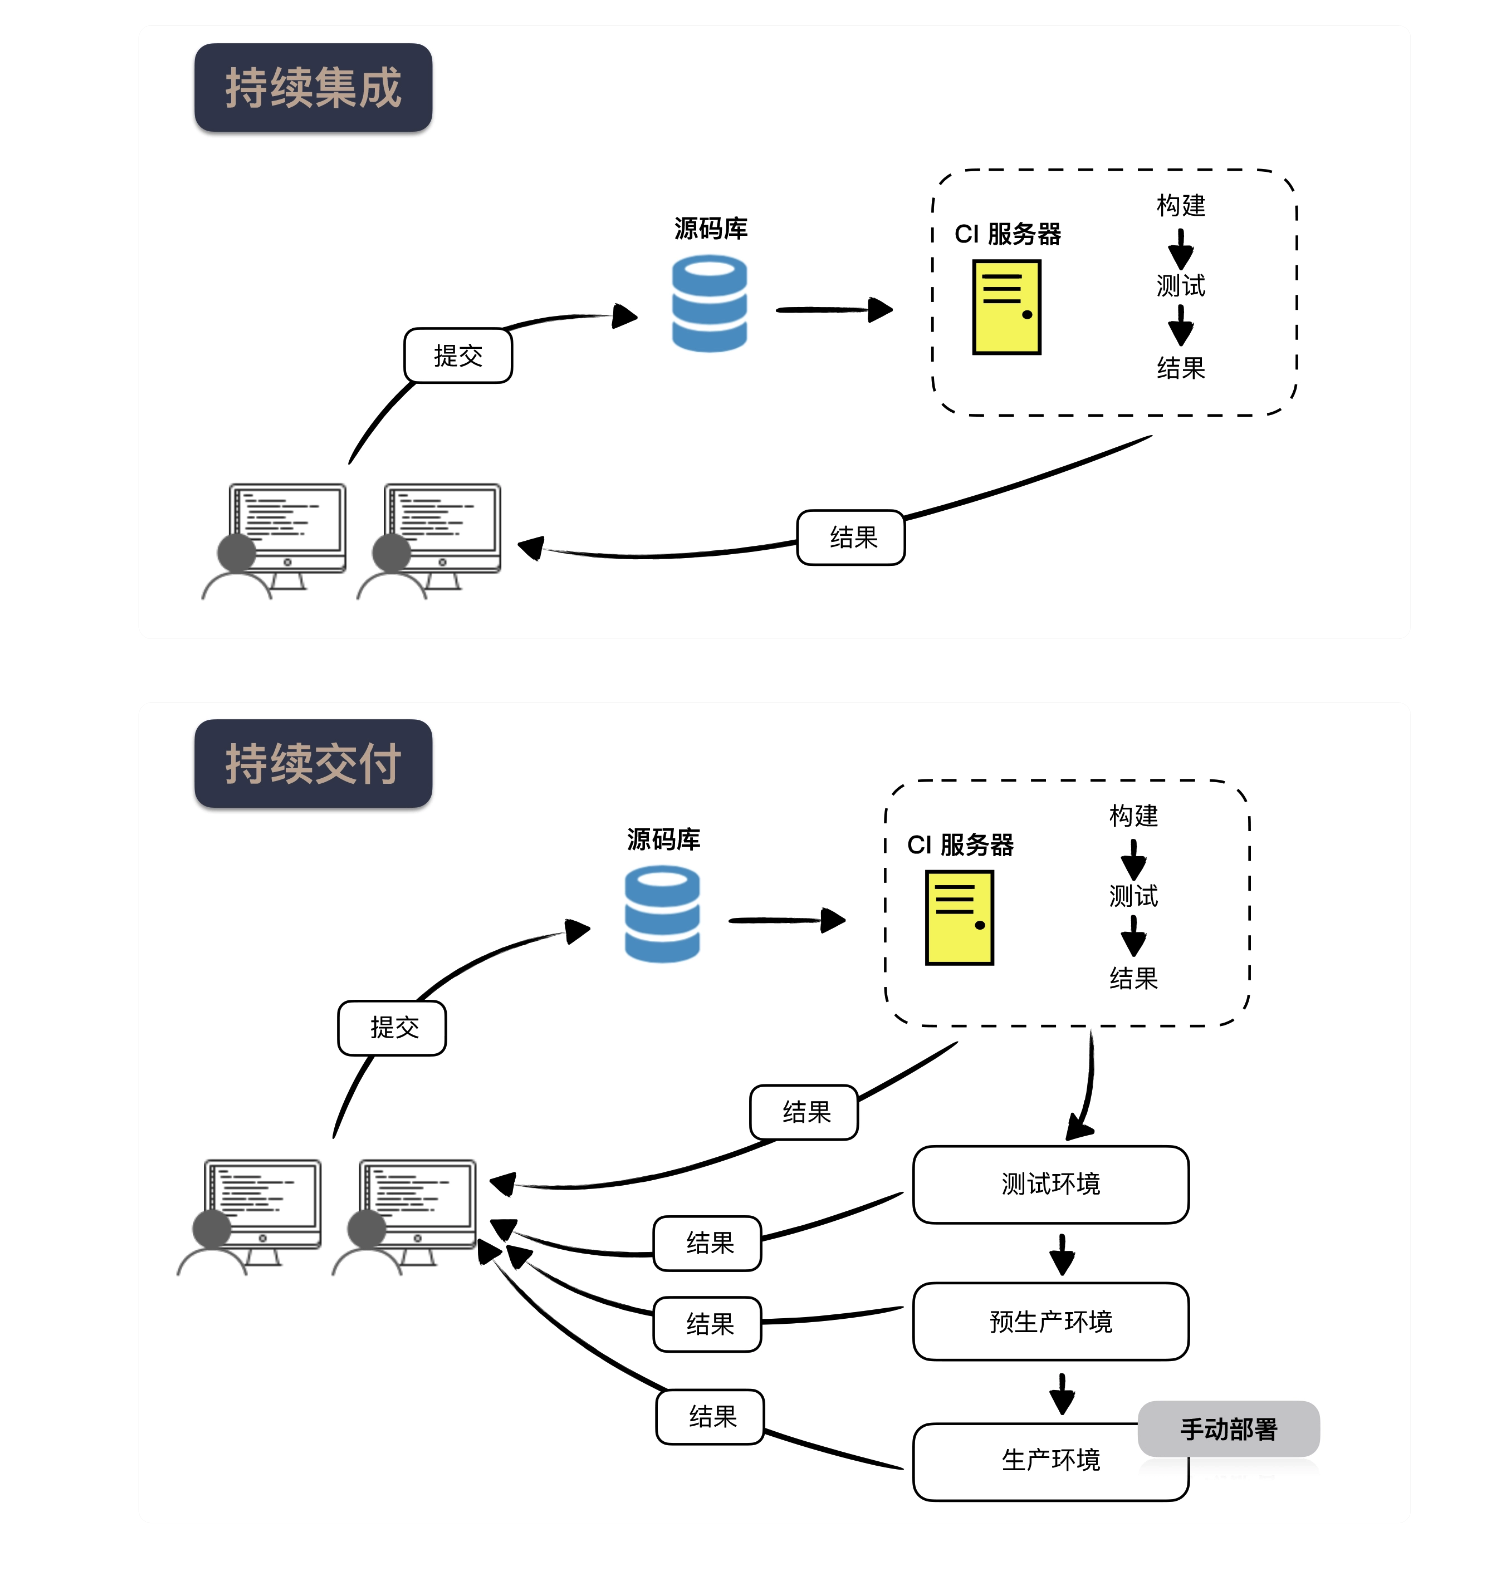 持续集成
源码库
CI 服务器
构建
测试
结果
提交
结果
持续交付
源码库
CI 服务器
构建
测试
结果
提交
结果
测试环境
结果
预生产环境
结果
生产环境
手动部署
结果